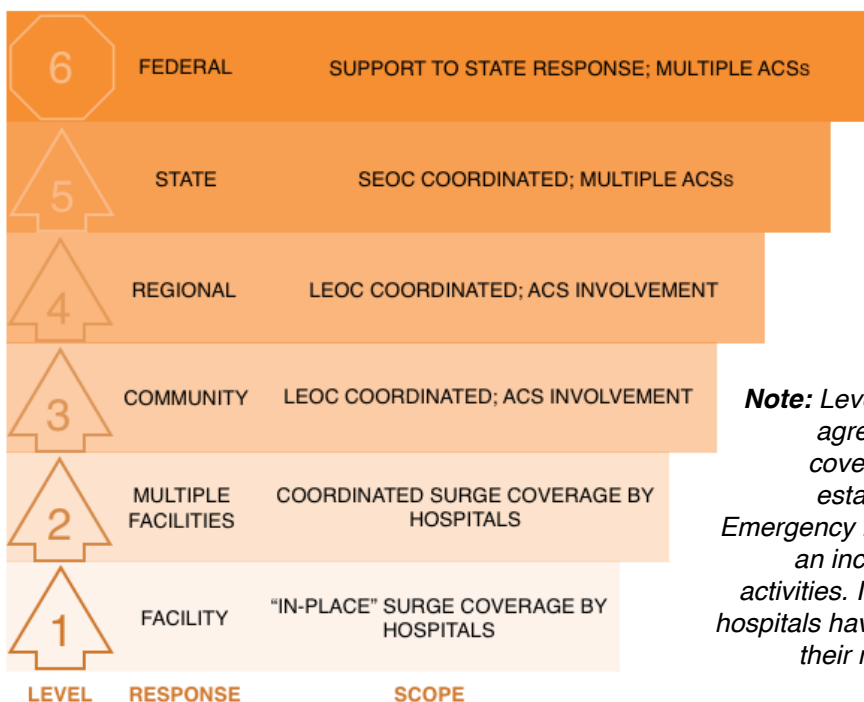 6 FEDERAL SUPPORT TO STATE RESPONSE; MULTIPLE ACSs
5 STATE SEOC COORDINATED; MULTIPLE ACSs
4 REGIONAL LEOC COORDINATED; ACS INVOLVEMENT
3 COMMUNITY LEOC COORDINATED; ACS INVOLVEMENT
2 MULTIPLE FACILITIES COORDINATED SURGE COVERAGE BY
HOSPITALS
1 FACILITY "IN-PLACE" SURGE COVERAGE BY
HOSPITALS
LEVEL RESPONSE SCOPE
Note:
Emergency
activities.
hospitals
their